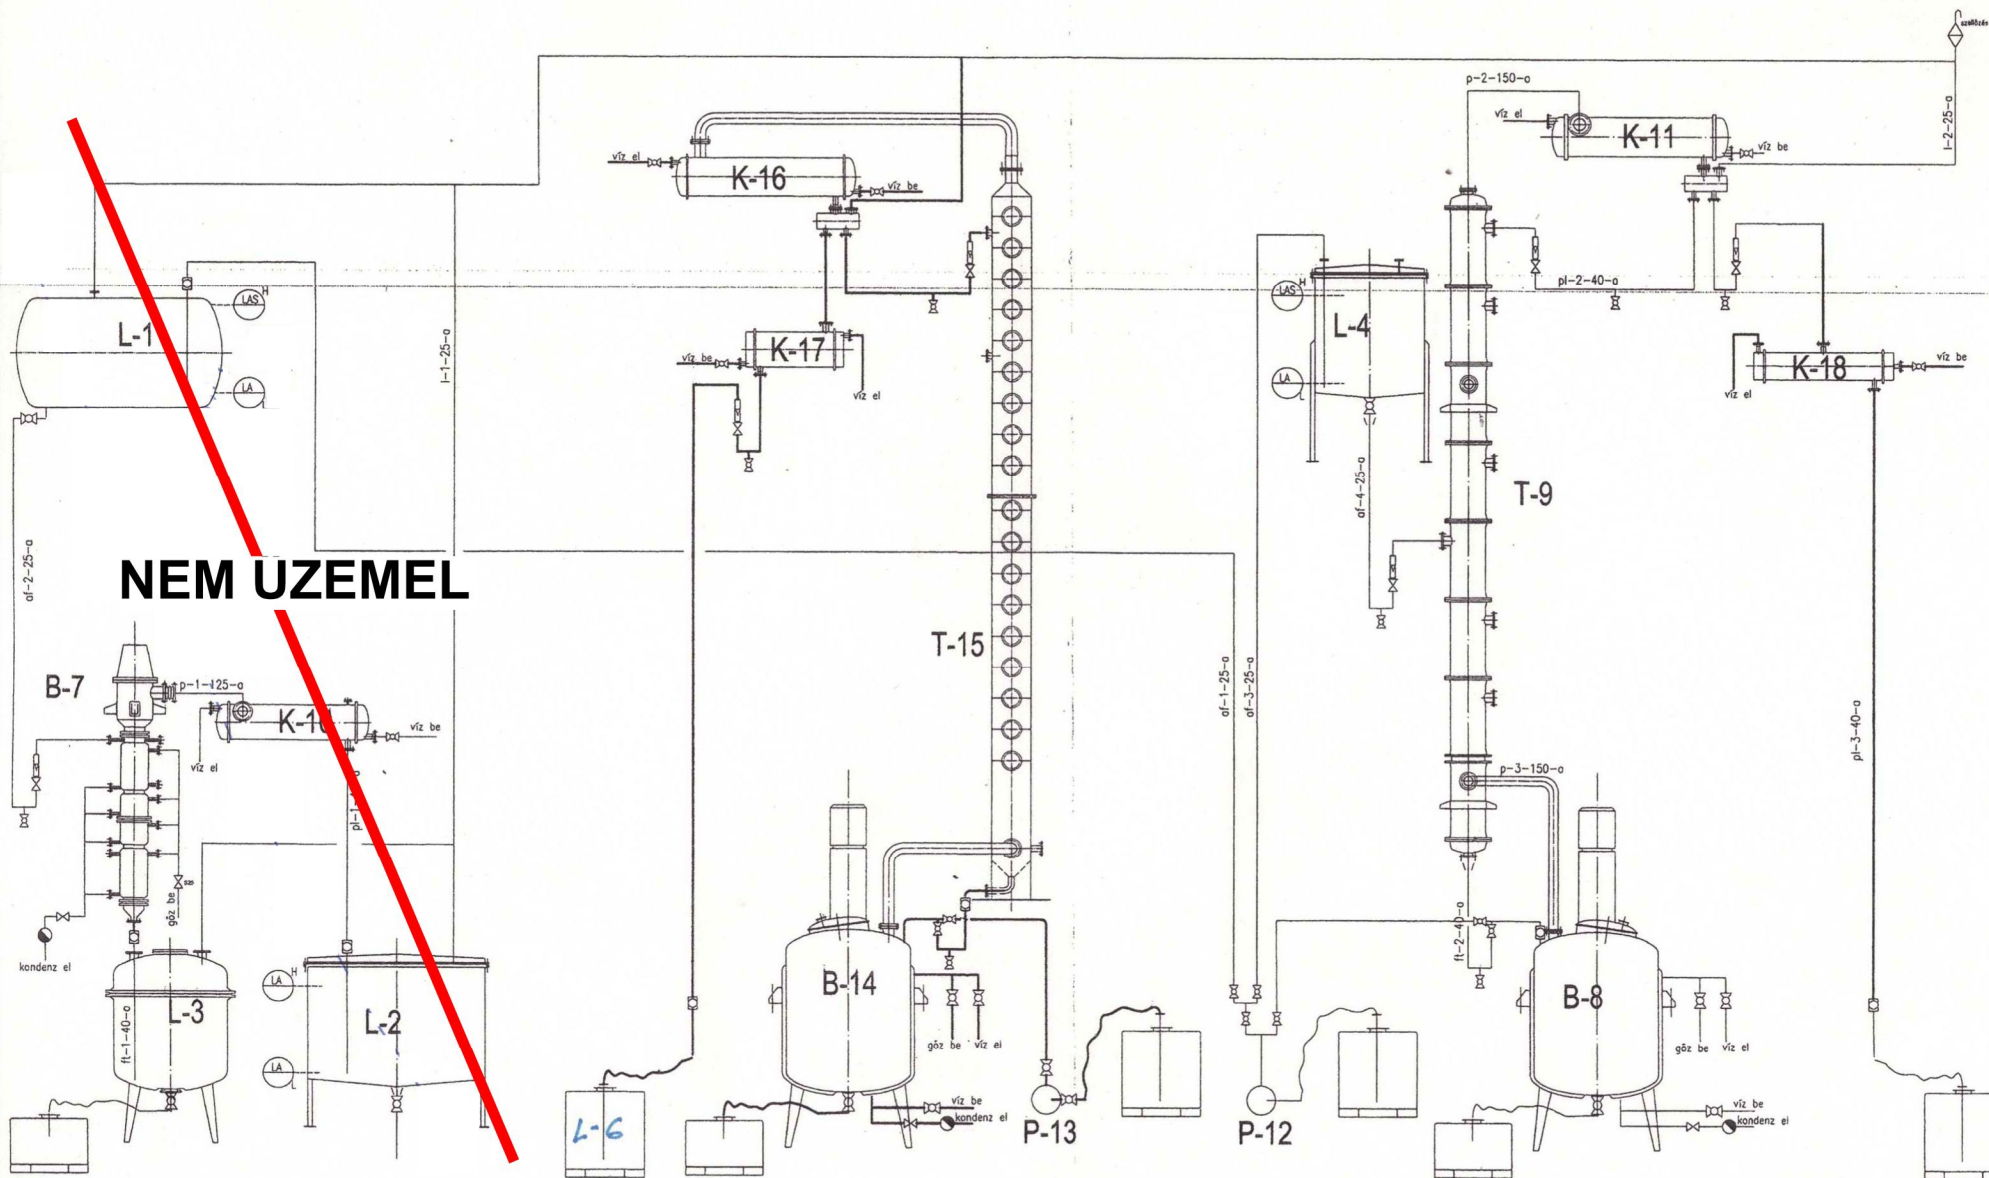 szellőzés
p-2-150-a
víz el
K-11
víz be
l-2-25-a
víz el
K-16
víz be
LAS
H
L-1
LA
L
l-1-25-a
K-17
víz be
víz el
LAS
H
L-4
LA
L
pl-2-40-a
K-18
víz be
víz el
af-4-25-a
T-9
af-2-25-a
NEM UZEMEL
T-15
B-7
p-1-125-a
víz be
víz el
af-1-25-a
af-3-25-a
pl-3-40-a
p-3-150-a
gőz be
kondenz el
ft-2-40-a
LA
H
L-3
L-2
ft-1-40-a
LA
L
B-14
gőz be
víz el
B-8
gőz be
víz el
víz be
kondenz el
P-13
P-12
víz be
kondenz el
L-6